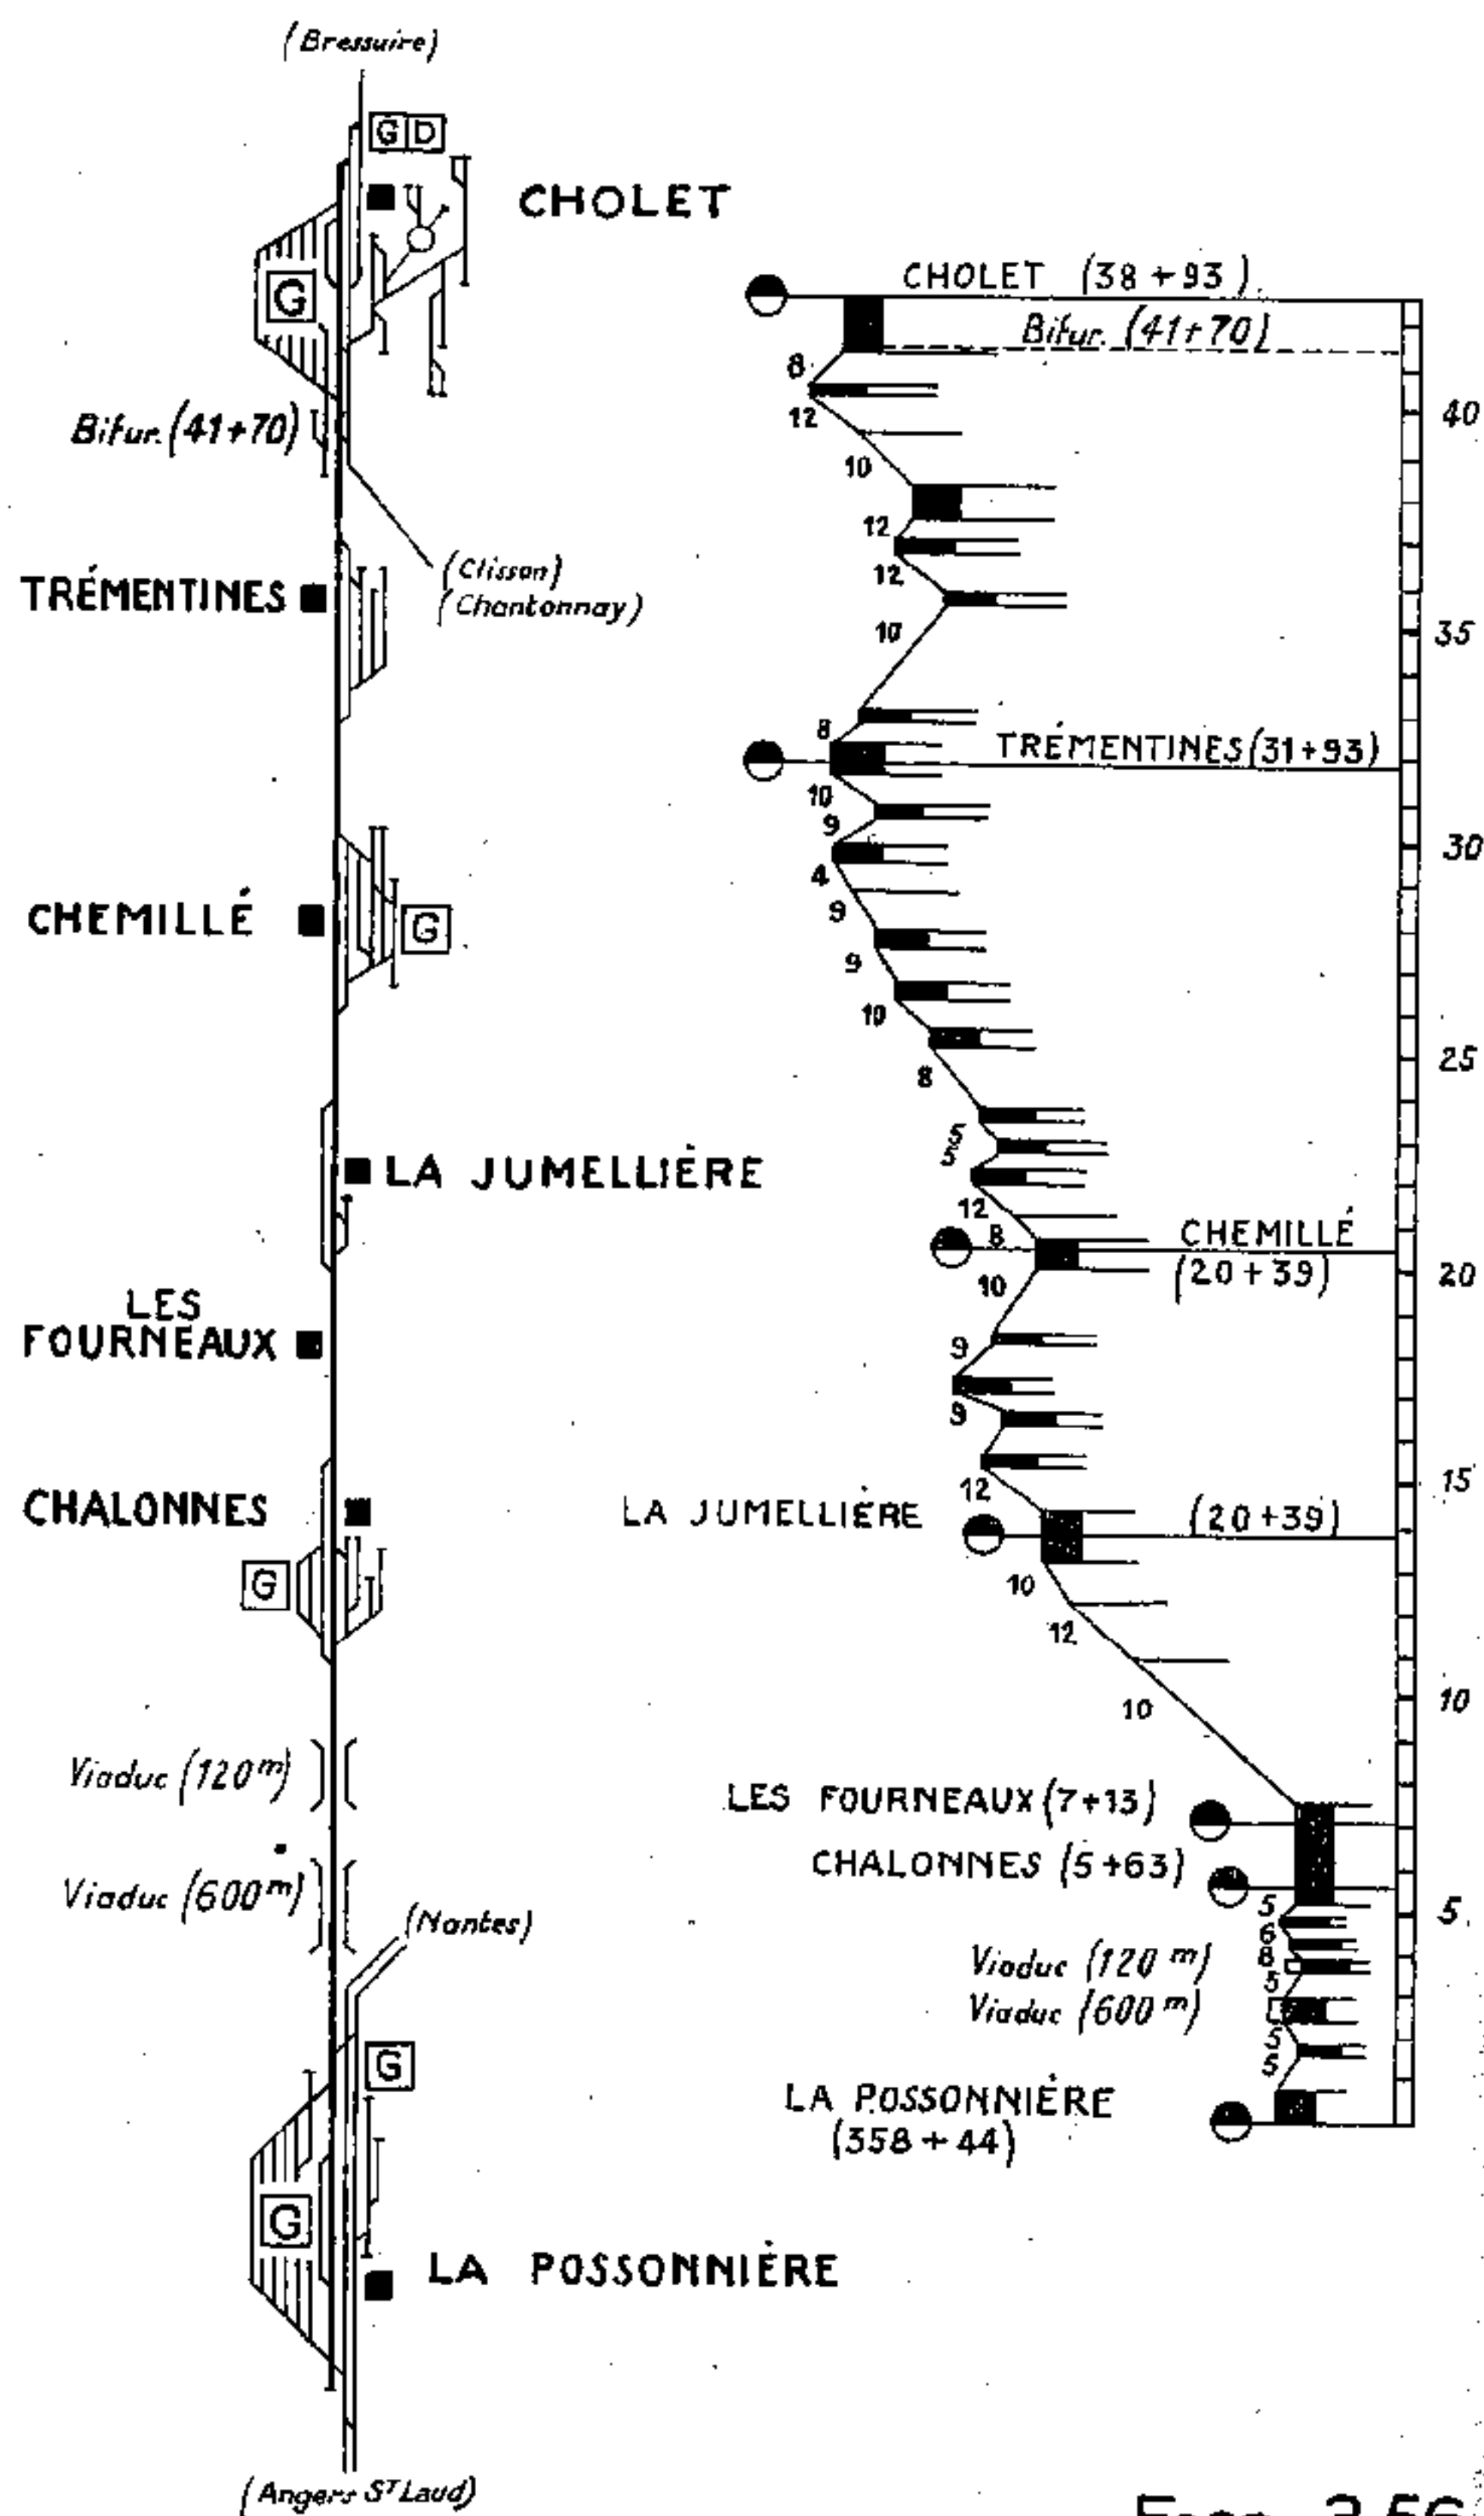 (Bressuire)
G D
CHOLET
G
Bifur. (41+70)
(Clisson)
(Chantonnay)
TRÉMENTINES
CHEMILLÉ
G
LA JUMELLIÈRE
LES
FOURNEAUX
CHALONNES
G
Viaduc (120 m)
Viaduc (600 m)
(Nantes)
G
G
LA POSSONNIÈRE
(Angers St Laud)
CHOLET (38+93)
Bifur. (41+70)
8
12
40
10
12
12
10
35
8
TRÉMENTINES (31+93)
10
9
30
4
9
9
10
25
8
5
5
12
8
CHEMILLÉ
(20+39)
10
20
9
9
12
15
LA JUMELLIÈRE
(20+39)
10
12
10
10
LES FOURNEAUX (7+13)
CHALONNES (5+63)
5
5
6
8
Viaduc (120 m)
5
Viaduc (600 m)
5
5
LA POSSONNIÈRE
(358+44)